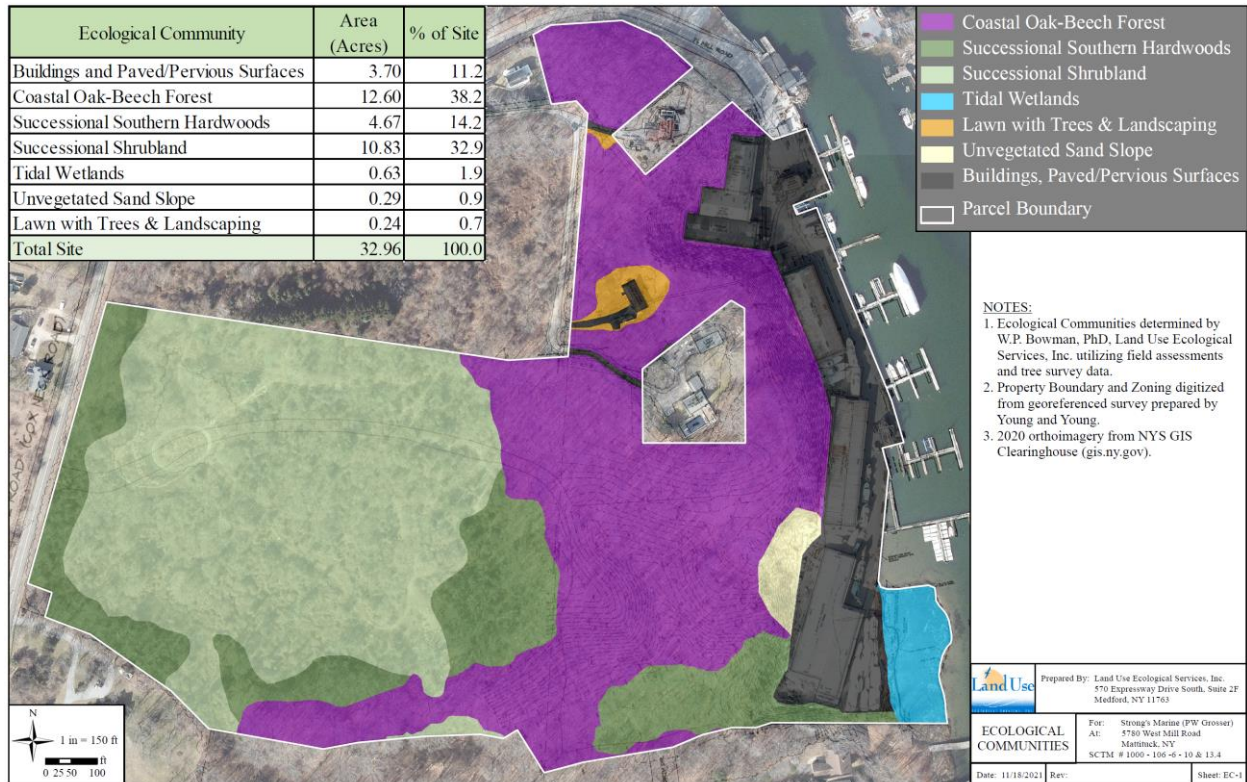 Ecological Community
Area
(Acres)
% of Site
Buildings and Paved/Pervious Surfaces 3.70 11.2
Coastal Oak-Beech Forest 12.60 38.2
Successional Southern Hardwoods 4.67 14.2
Successional Shrubland 10.83 32.9
Tidal Wetlands 0.63 1.9
Unvegetated Sand Slope 0.29 0.9
Lawn with Trees & Landscaping 0.24 0.7
Total Site 32.96 100.0
Coastal Oak-Beech Forest
Successional Southern Hardwoods
Successional Shrubland
Tidal Wetlands
Lawn with Trees & Landscaping
Unvegetated Sand Slope
Buildings, Paved/Pervious Surfaces
Parcel Boundary
NOTES:
1. Ecological Communities determined by
W.P. Bowman, PhD, Land Use Ecological
Services, Inc. utilizing field assessments
and tree survey data.
2. Property Boundary and Zoning digitized
from georeferenced survey prepared by
Young and Young.
3. 2020 orthoimagery from NYS GIS
Clearinghouse (gis.ny.gov).
N
1 in = 150 ft
ft
0 25 50 100
Land Use
Prepared By: Land Use Ecological Services, Inc.
570 Expressway Drive South, Suite 2F
Medford, NY 11763
ECOLOGICAL
COMMUNITIES
For: Strong's Marine (PW Grosser)
At: 5780 West Mill Road
Mattituck, NY
SCTM # 1000 - 106 -6 - 10 & 13.4
Date: 11/18/2021 Rev: Sheet: EC-1